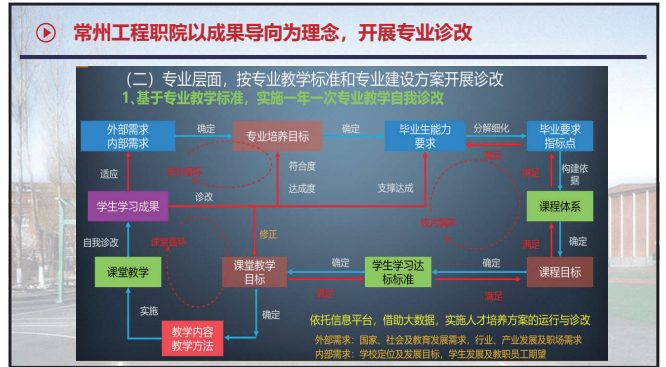 常州工程职院以成果导向为理念，开展专业诊改
（二）专业层面，按专业教学标准和专业建设方案开展诊改
1、基于专业教学标准，实施一年一次专业教学自我诊改
外部需求
内部需求
确定
专业培养目标
确定
毕业生能力
要求
分解细化
毕业要求
指标点
满足
适应
符合度
达成度
支撑达成
满足
构建依
据
学生学习成果
诊改
课程体系
自我诊改
课堂循环
修正
满足
确定
课堂教学
课堂教学
目标
确定
学生学习达
标标准
确定
课程目标
满足
满足
实施
确定
教学内容
教学方法
依托信息平台，借助大数据，实施人才培养方案的运行与诊改
外部需求：国家、社会及教育发展需求，行业、产业发展及职场需求
内部需求：学校定位及发展目标，学生发展及教职员工期望